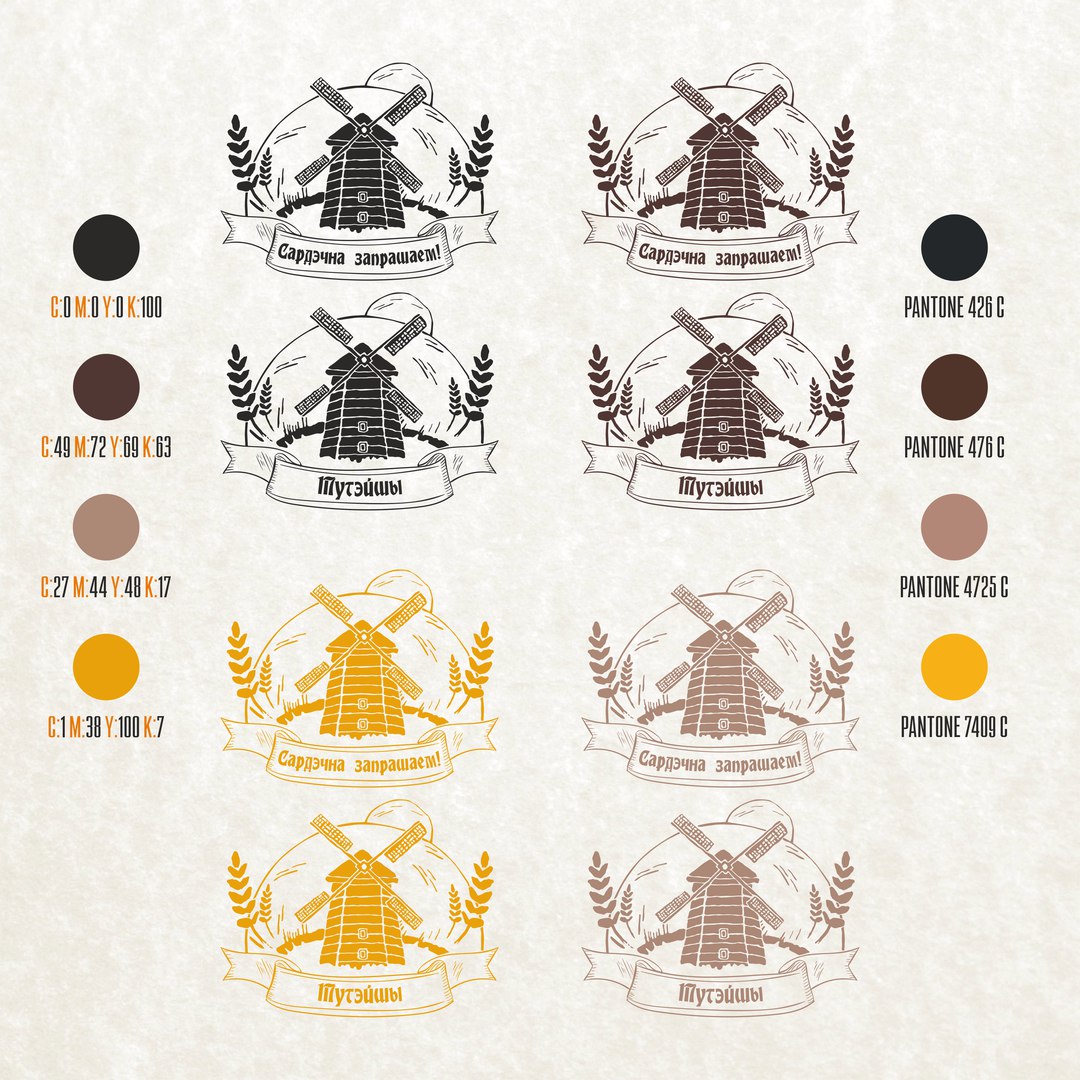 Сардэчна запрашаем!
Сардэчна запрашаем!
C:0 M:0 Y:0 K:100
PANTONE 426 C
C:49 M:72 Y:69 K:63
PANTONE 476 C
Тутэйшы
Тутэйшы
C:27 M:44 Y:48 K:17
PANTONE 4725 C
C:1 M:38 Y:100 K:7
PANTONE 7409 C
Сардэчна запрашаем!
Сардэчна запрашаем!
Тутэйшы
Тутэйшы